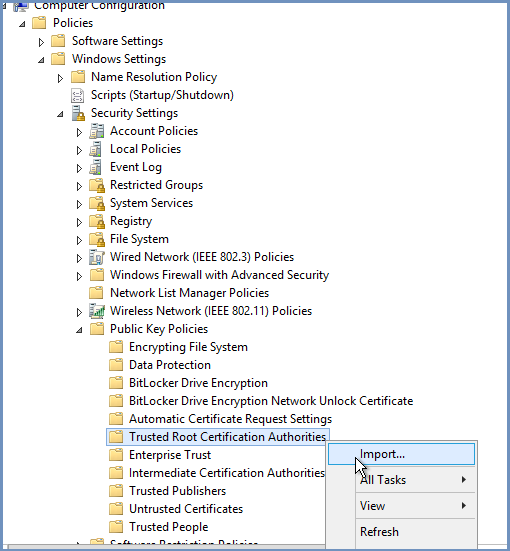 Computer Configuration
Policies
Software Settings
Windows Settings
Name Resolution Policy
Scripts (Startup/Shutdown)
Security Settings
Account Policies
Local Policies
Event Log
Restricted Groups
System Services
Registry
File System
Wired Network (IEEE 802.3) Policies
Windows Firewall with Advanced Security
Network List Manager Policies
Wireless Network (IEEE 802.11) Policies
Public Key Policies
Encrypting File System
Data Protection
BitLocker Drive Encryption
BitLocker Drive Encryption Network Unlock Certificate
Automatic Certificate Request Settings
Trusted Root Certification Authorities
Import...
Enterprise Trust
Intermediate Certification Authorities
All Tasks
Trusted Publishers
View
Untrusted Certificates
Trusted People
Refresh
Software Restriction Policies